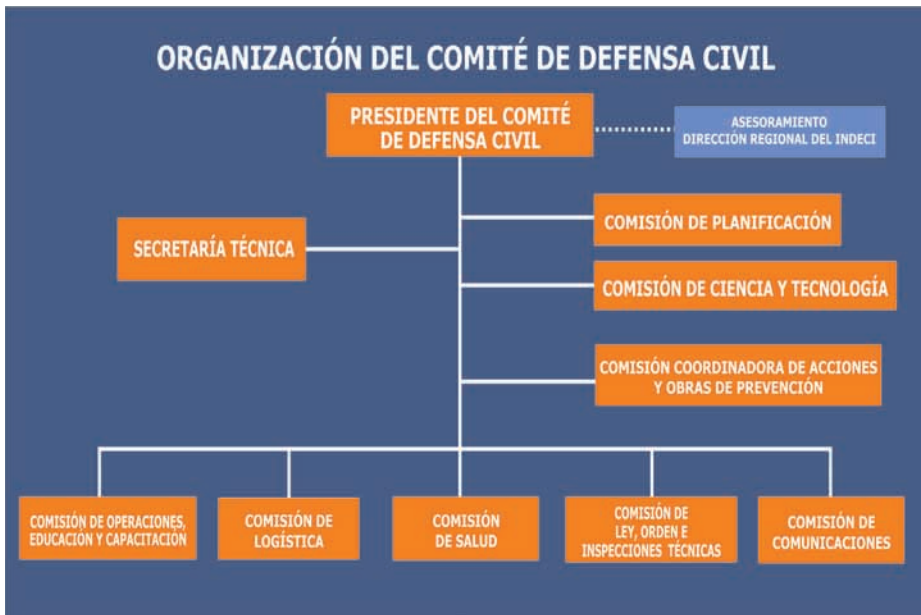 ORGANIZACIÓN DEL COMITÉ DE DEFENSA CIVIL
PRESIDENTE DEL COMITÉ
DE DEFENSA CIVIL
ASESORAMIENTO
DIRECCIÓN REGIONAL DEL INDECI
COMISIÓN DE PLANIFICACIÓN
SECRETARÍA TÉCNICA
COMISIÓN DE CIENCIA Y TECNOLOGÍA
COMISIÓN COORDINADORA DE ACCIONES
Y OBRAS DE PREVENCIÓN
COMISIÓN DE OPERACIONES,
EDUCACIÓN Y CAPACITACIÓN
COMISIÓN DE
LOGÍSTICA
COMISIÓN
DE SALUD
COMISIÓN DE
LEY, ORDEN E
INSPECCIONES TÉCNICAS
COMISIÓN DE
COMUNICACIONES